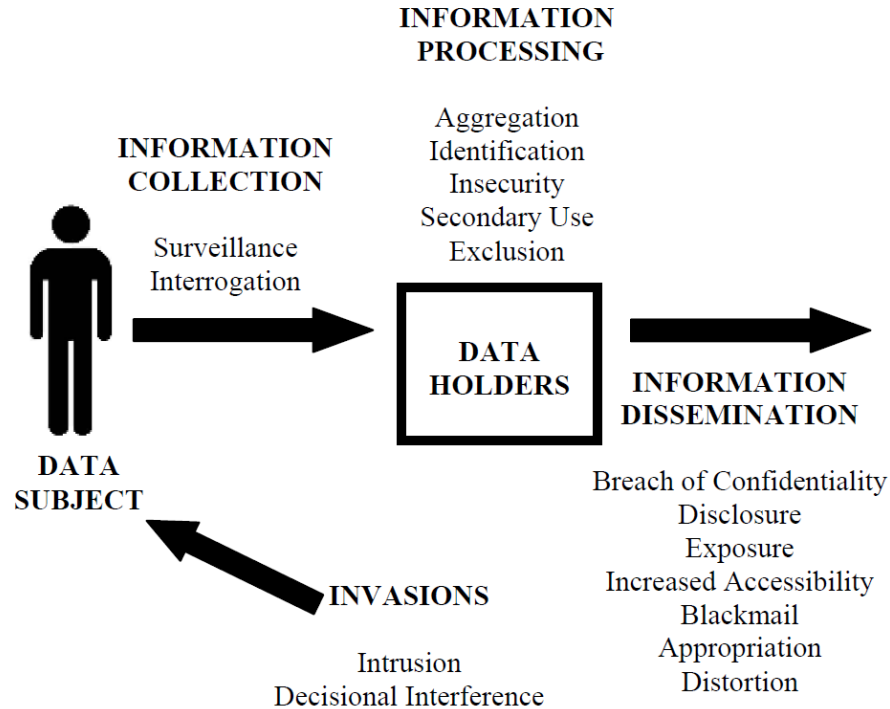 INFORMATION
PROCESSING
Aggregation
Identification
Insecurity
Secondary Use
Exclusion
INFORMATION
COLLECTION
Surveillance
Interrogation
DATA
HOLDERS
INFORMATION
DISSEMINATION
Breach of Confidentiality
Disclosure
Exposure
Increased Accessibility
Blackmail
Appropriation
Distortion
DATA
SUBJECT
INVASIONS
Intrusion
Decisional Interference